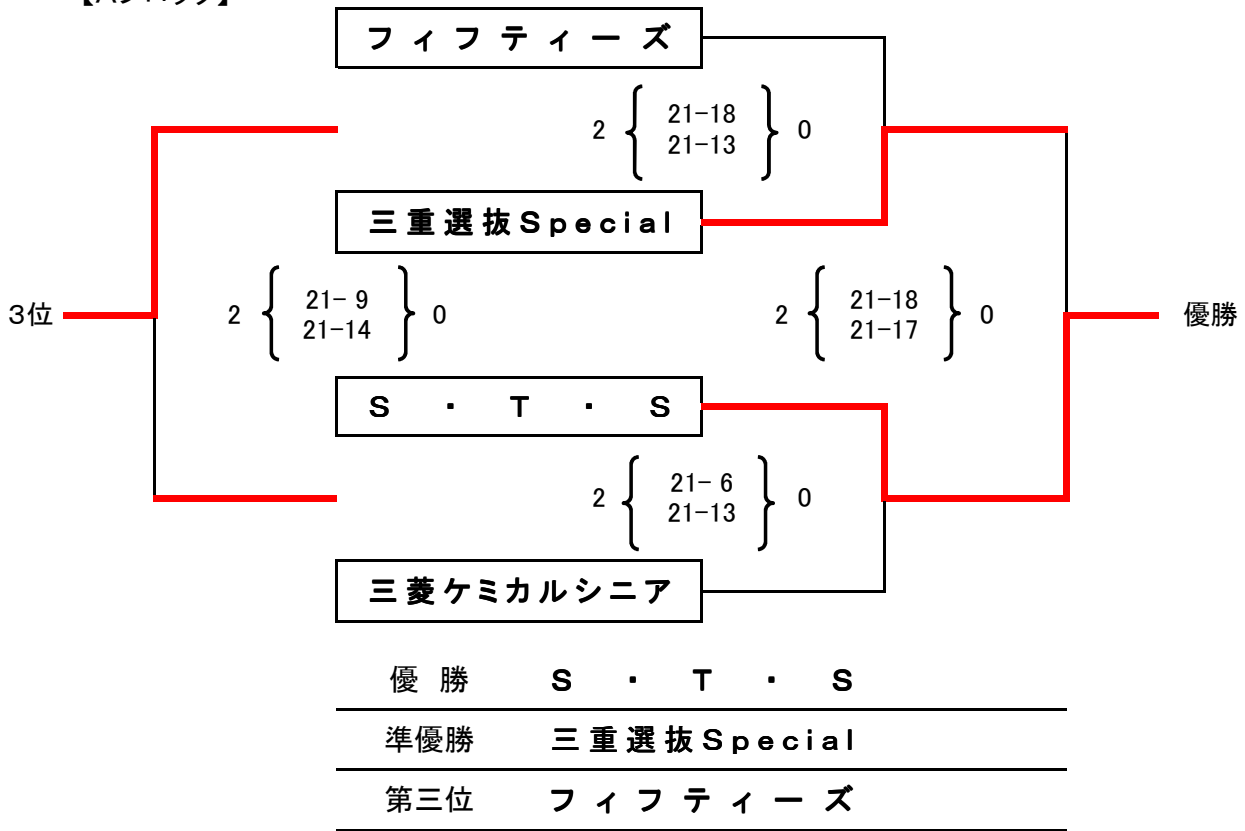 フィフティーズ
2 { 21-18 21-13 } 0
三重選抜Special
3位 2 { 21- 9 21-14 } 0
2 { 21-18 21-17 } 0 優勝
S・T・S
2 { 21- 6 21-13 } 0
三菱ケミカルシニア
優 勝 S・T・S
準優勝 三重選抜Special
第三位 フィフティーズ